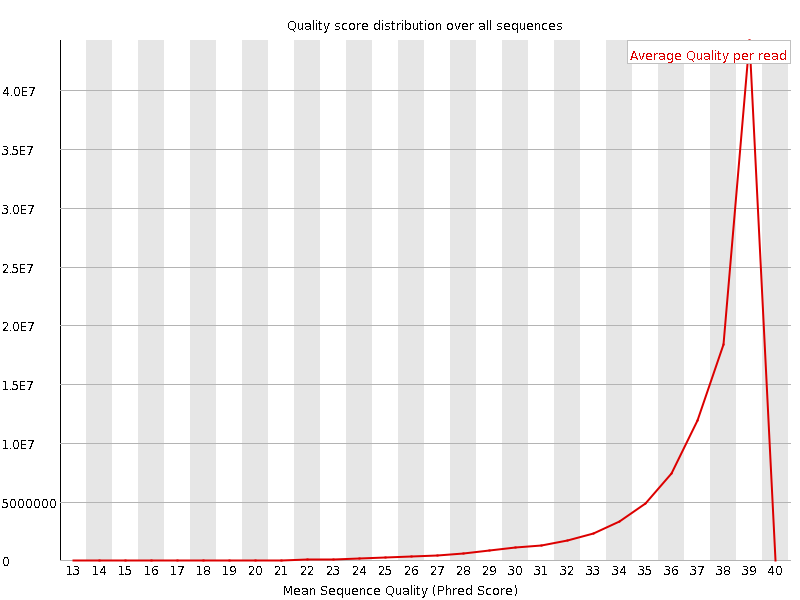 Quality score distribution over all sequences
Average Quality per read
4.0E7
3.5E7
3.0E7
2.5E7
2.0E7
1.5E7
1.0E7
5000000
0
13 14 15 16 17 18 19 20 21 22 23 24 25 26 27 28 29 30 31 32 33 34 35 36 37 38 39 40
Mean Sequence Quality (Phred Score)